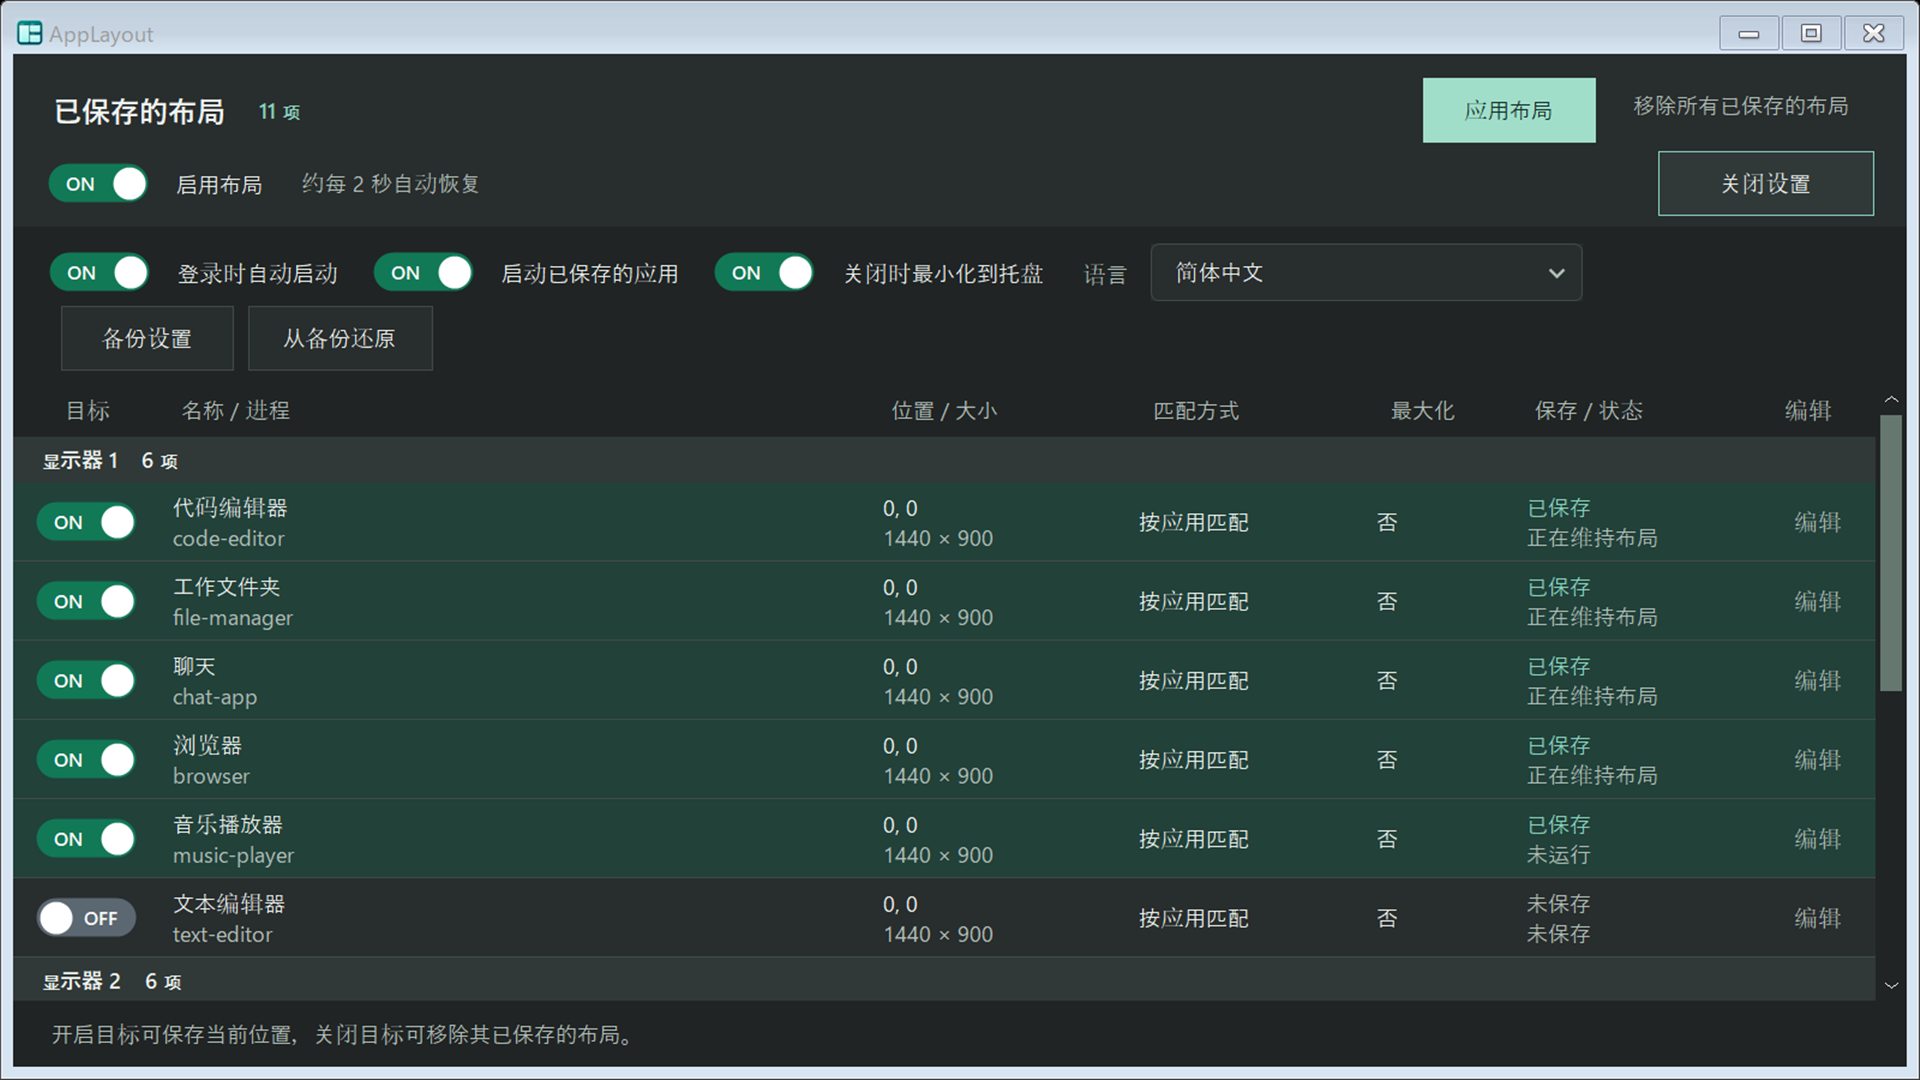 AppLayout
已保存的布局 11 项
应用布局
移除所有已保存的布局
ON 启用布局 约每 2 秒自动恢复
关闭设置
ON 登录时自动启动 ON 启动已保存的应用 ON 关闭时最小化到托盘 语言 简体中文
备份设置 从备份还原
目标 名称 / 进程 位置 / 大小 匹配方式 最大化 保存 / 状态 编辑
显示器 1 6 项
ON 代码编辑器 0, 0 按应用匹配 否 已保存 编辑
code-editor 1440 × 900 正在维持布局
ON 工作文件夹 0, 0 按应用匹配 否 已保存 编辑
file-manager 1440 × 900 正在维持布局
ON 聊天 0, 0 按应用匹配 否 已保存 编辑
chat-app 1440 × 900 正在维持布局
ON 浏览器 0, 0 按应用匹配 否 已保存 编辑
browser 1440 × 900 正在维持布局
ON 音乐播放器 0, 0 按应用匹配 否 已保存 编辑
music-player 1440 × 900 未运行
OFF 文本编辑器 0, 0 按应用匹配 否 未保存 编辑
text-editor 1440 × 900 未保存
显示器 2 6 项
开启目标可保存当前位置，关闭目标可移除其已保存的布局。